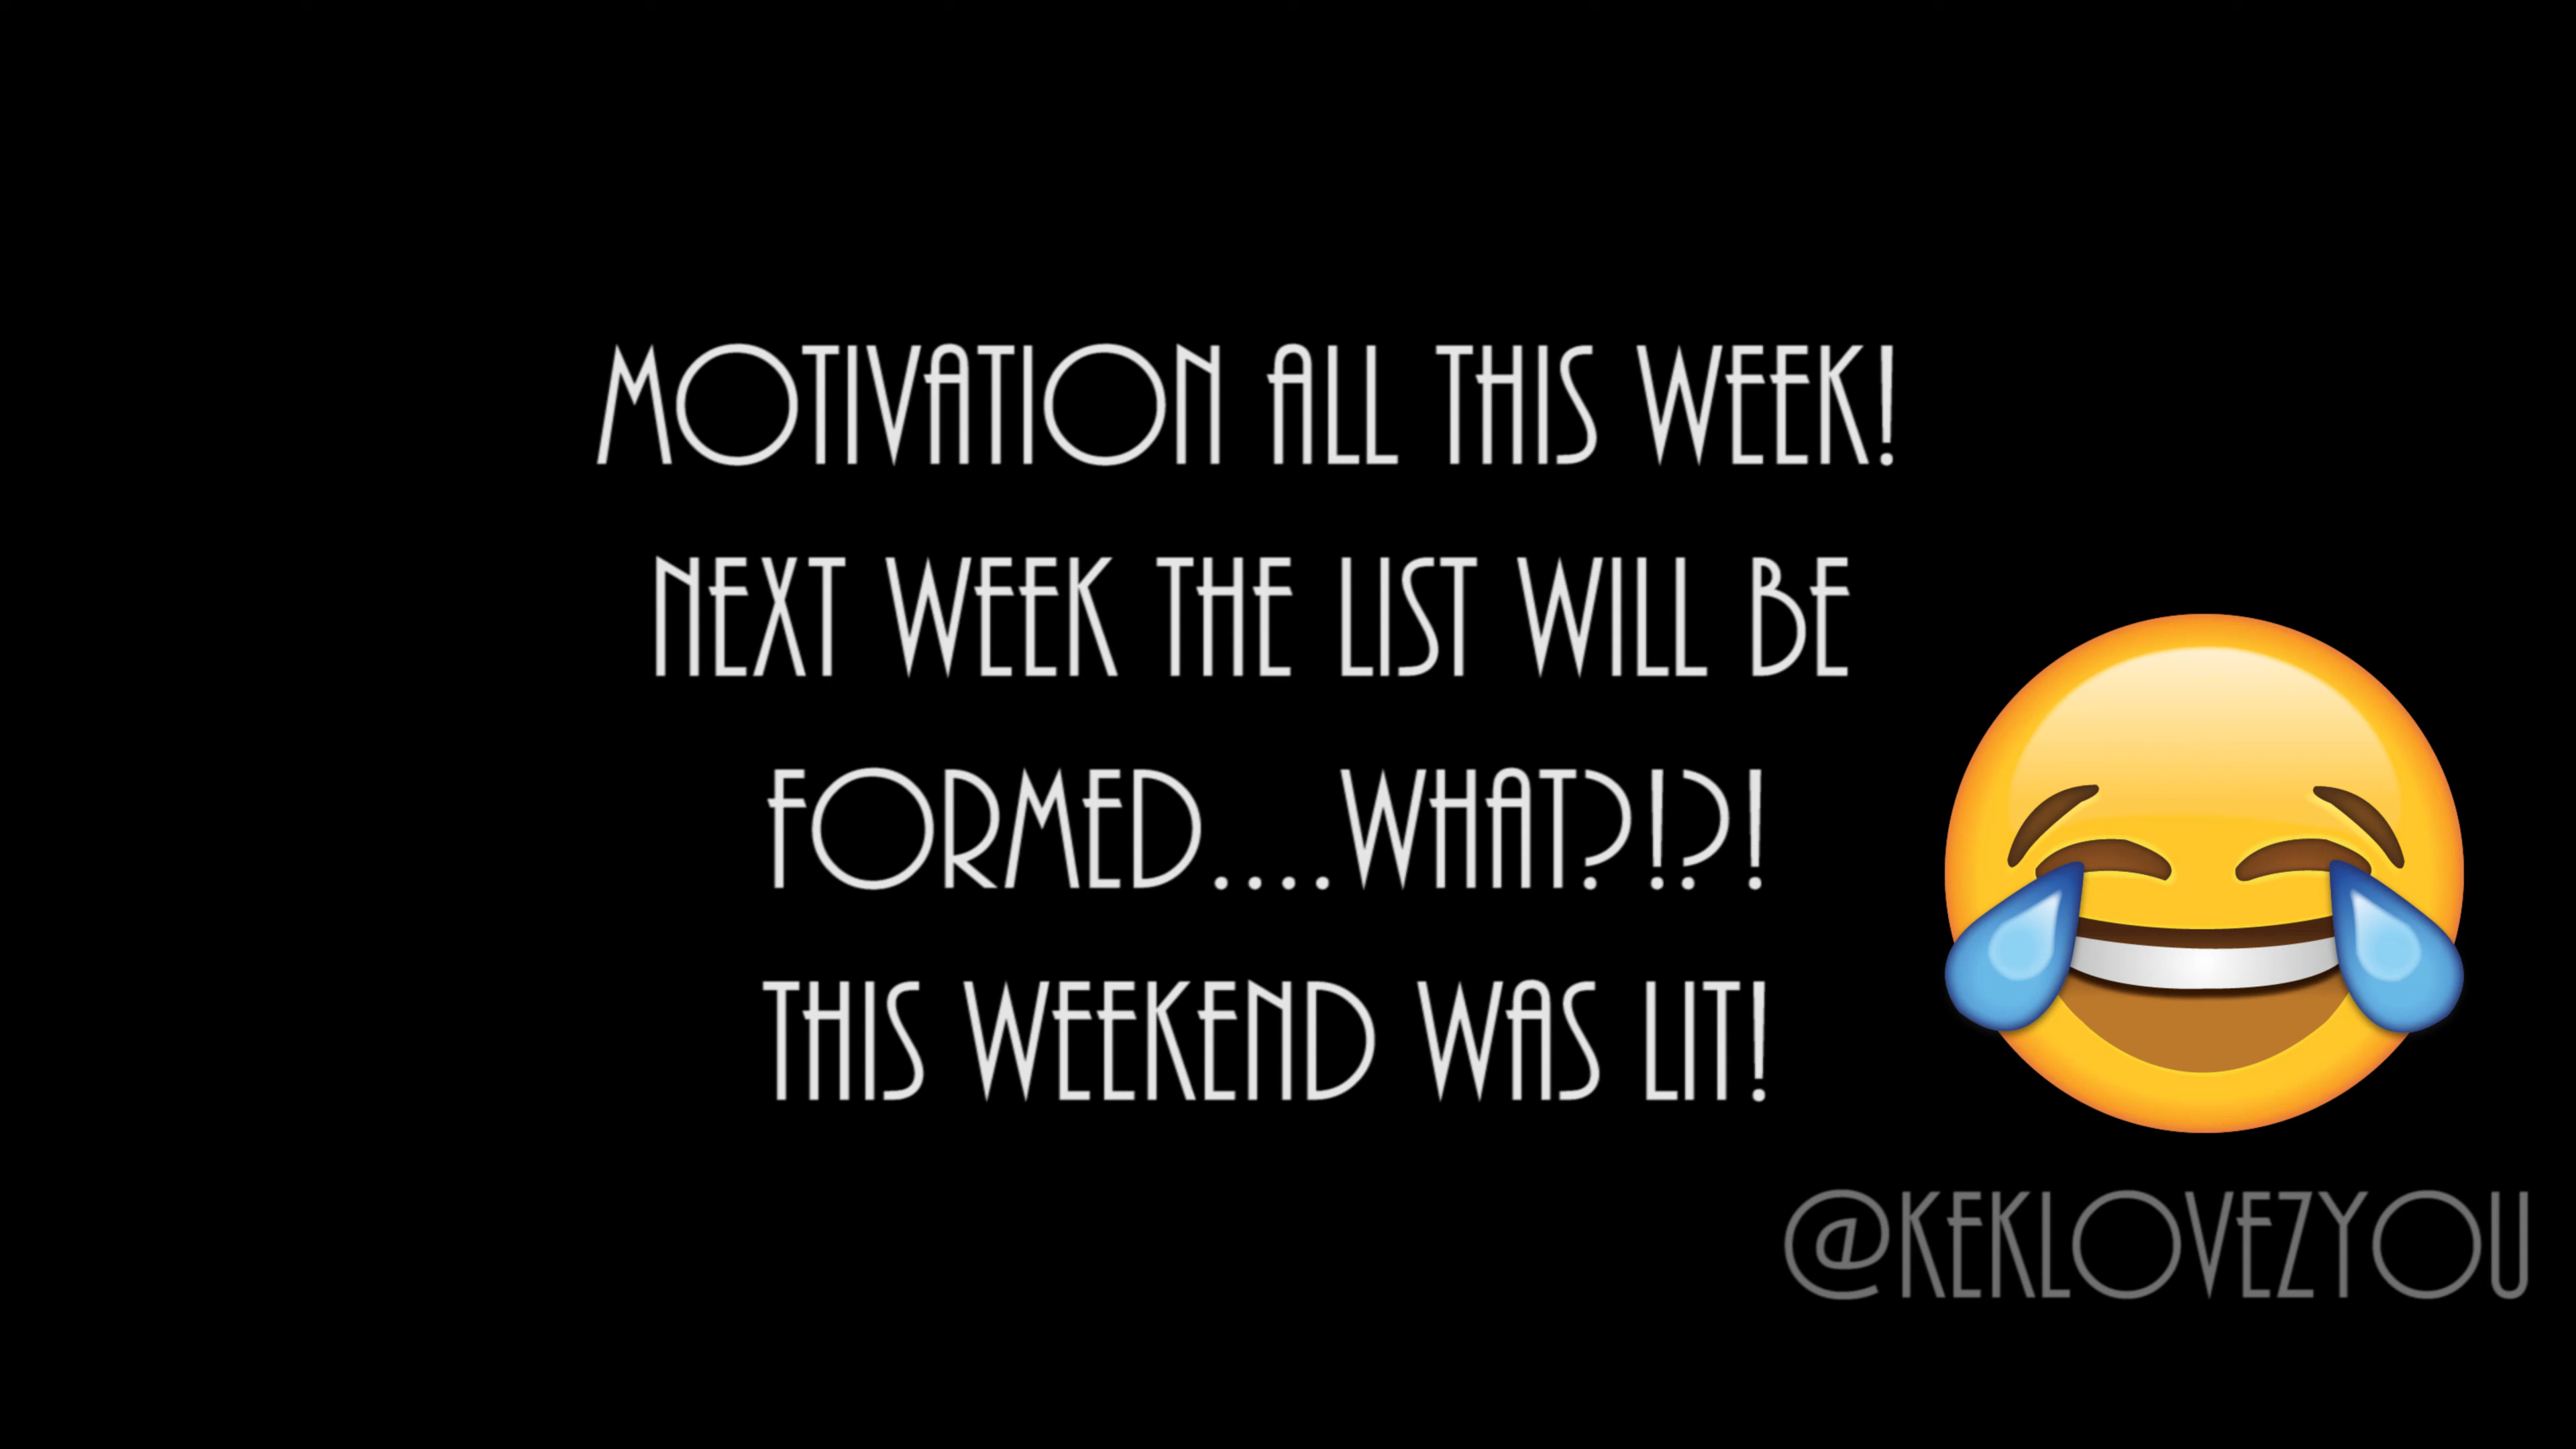 MOTIVATION ALL THIS WEEK!
NEXT WEEK THE LIST WILL BE
FORMED....WHAT?!?!
THIS WEEKEND WAS LIT!
@KEKLOVEZYOU